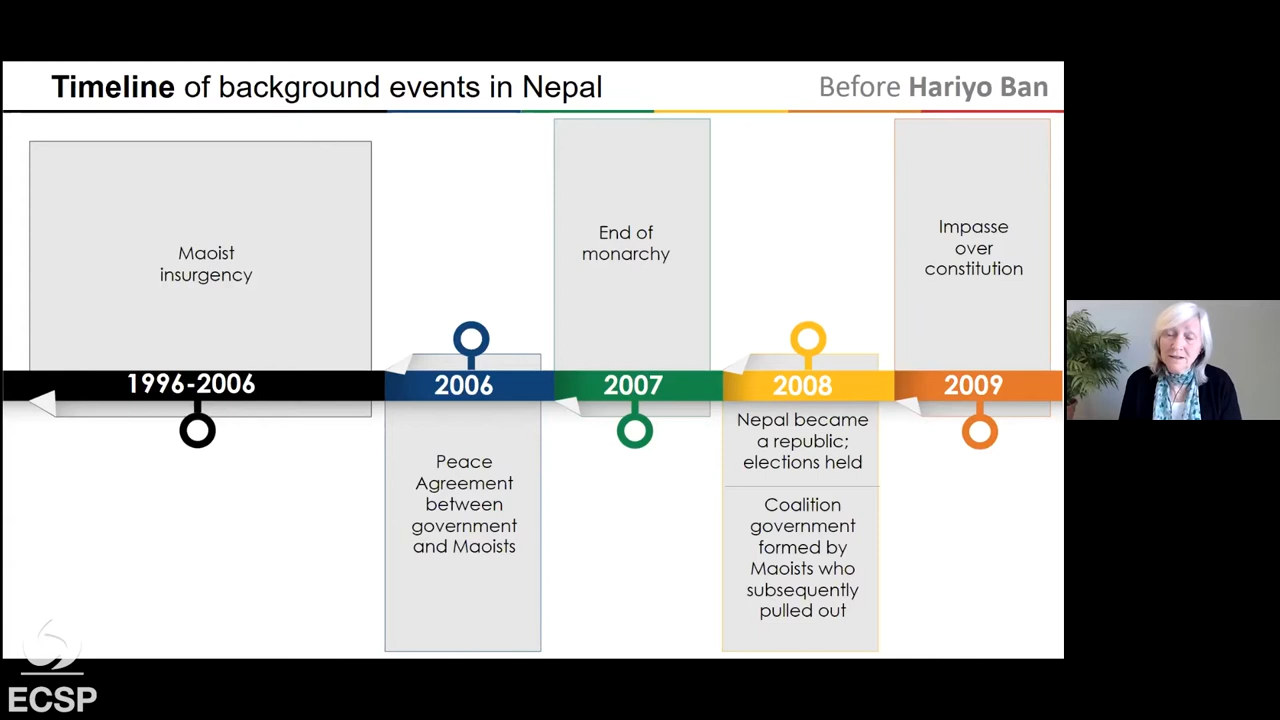 Timeline of background events in Nepal
Before Hariyo Ban
Maoist
insurgency
1996-2006
2006
Peace
Agreement
between
government
and Maoists
End of
monarchy
2007
2008
Nepal became
a republic;
elections held
Coalition
government
formed by
Maoists who
subsequently
pulled out
Impasse
over
constitution
2009
ECSP